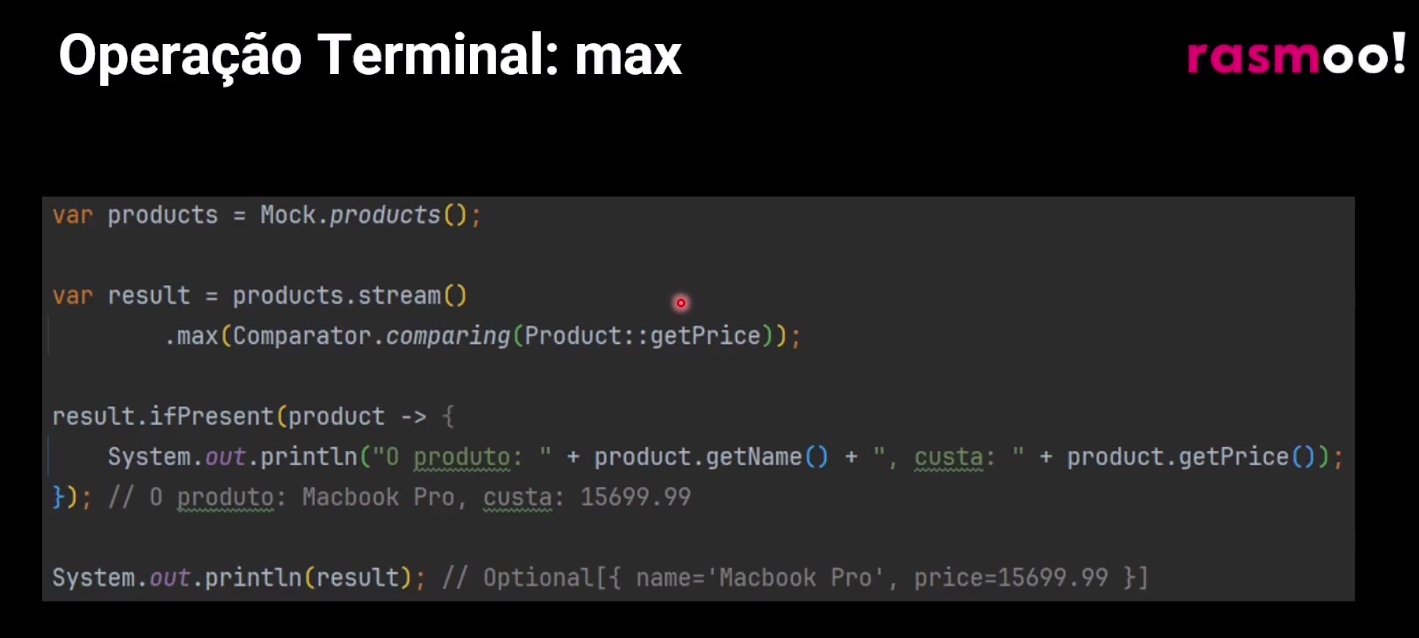 Operação Terminal: max
rasmoo!
var products = Mock.products();
var result = products.stream()
.max(Comparator.comparing(Product::getPrice));
result.ifPresent(product -> {
System.out.println("O produto: " + product.getName() + ", custa: " + product.getPrice());
}); // O produto: Macbook Pro, custa: 15699.99
System.out.println(result); // Optional[{ name='Macbook Pro', price=15699.99 }]